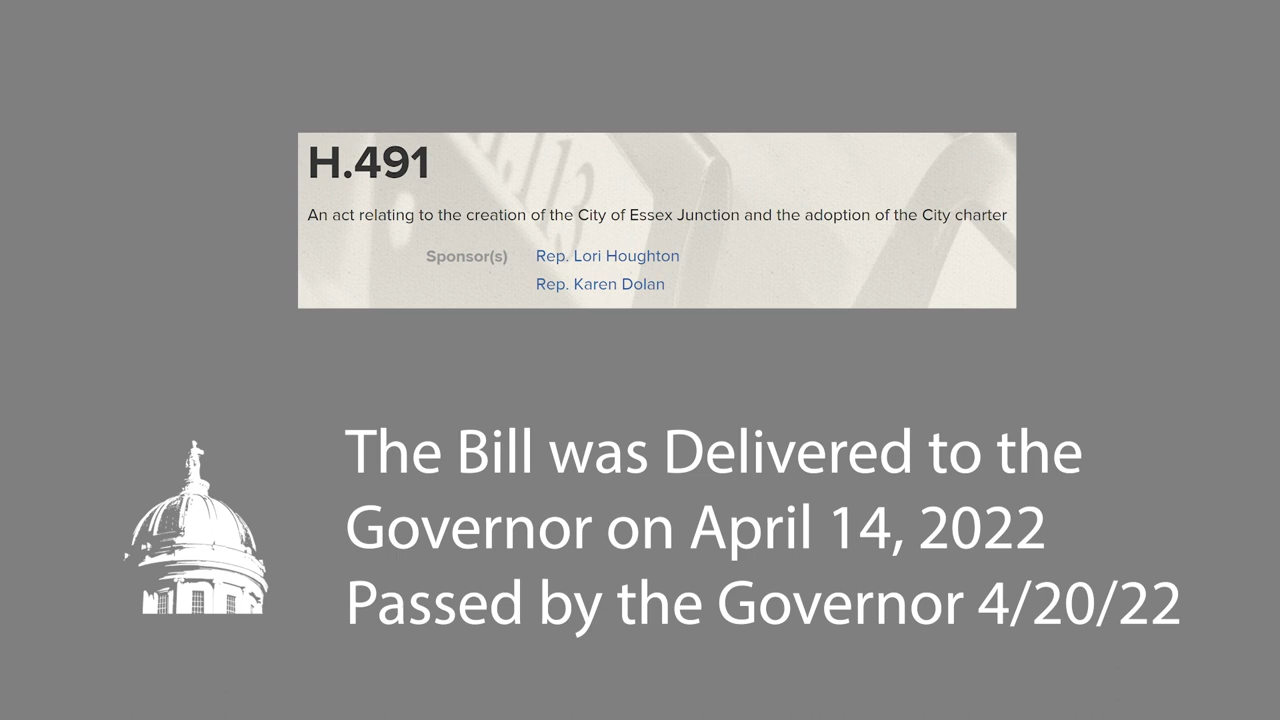 H.491
An act relating to the creation of the City of Essex Junction and the adoption of the City charter
Sponsor(s) Rep. Lori Houghton
Rep. Karen Dolan
The Bill was Delivered to the
Governor on April 14, 2022
Passed by the Governor 4/20/22